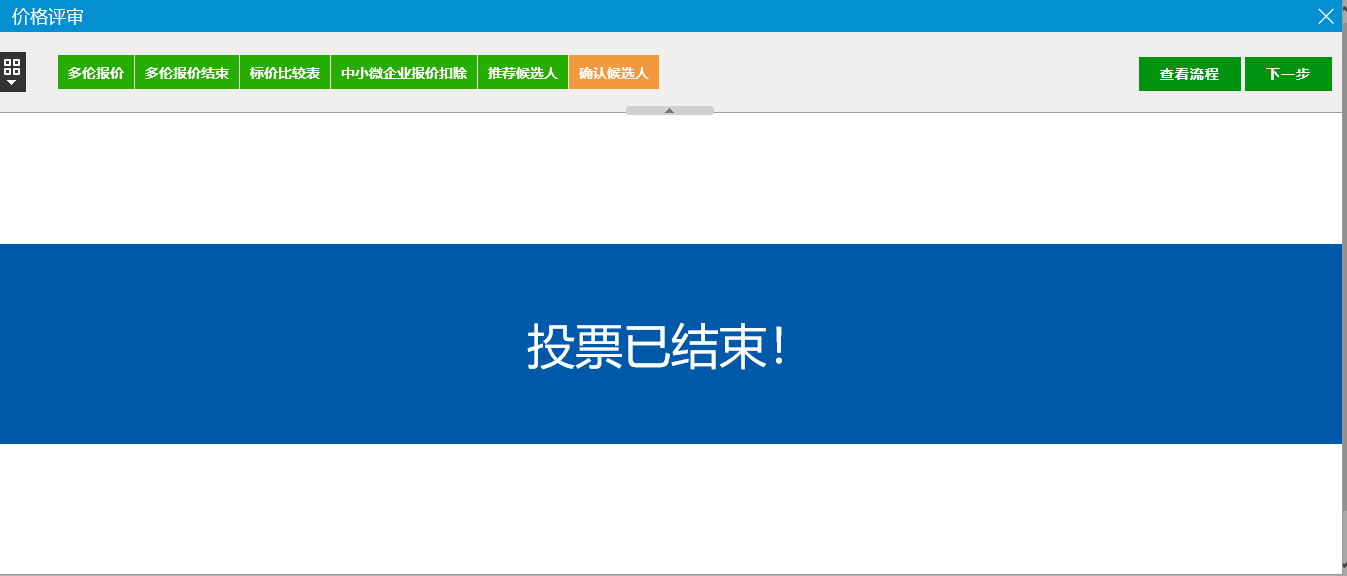 价格评审
多伦报价 多伦报价结束 标价比较表 中小微企业报价扣除 推荐候选人 确认候选人 查看流程 下一步
投票已结束！